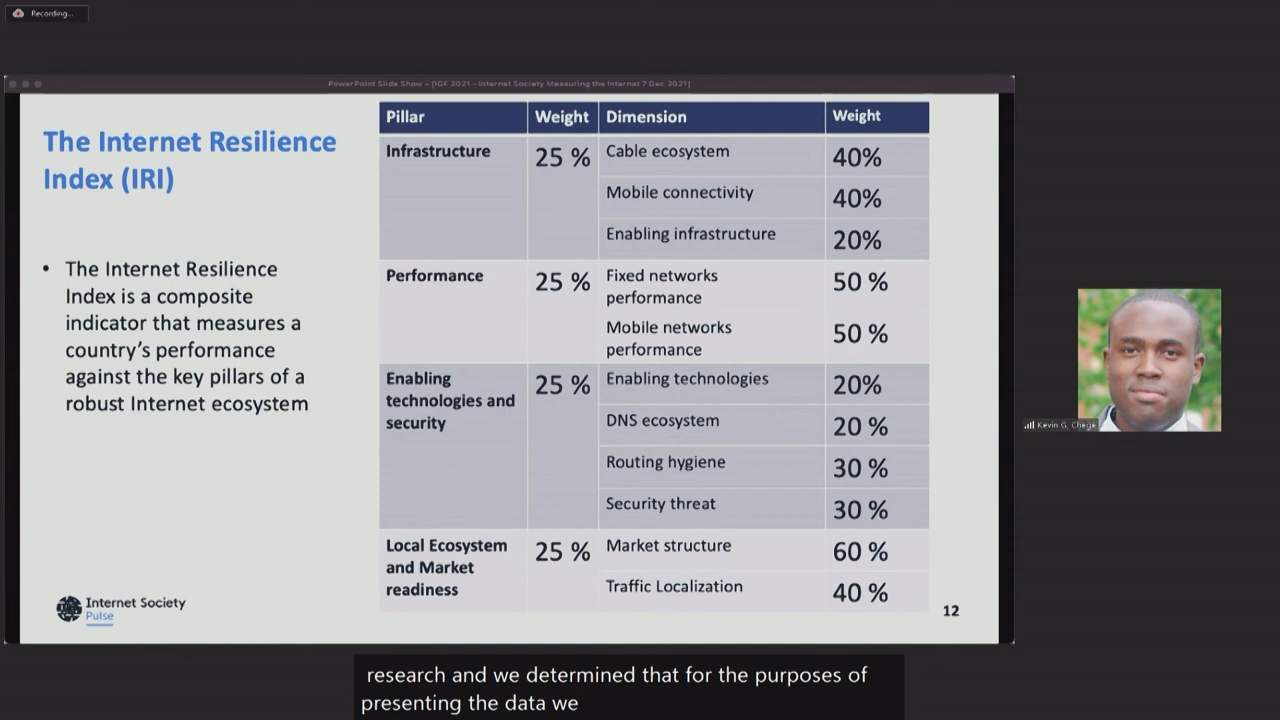 Recording...
PowerPoint Slide Show - [IGF 2021 - Internet Society Measuring the Internet 7 Dec 2021]
The Internet Resilience
Index (IRI)
• The Internet Resilience
Index is a composite
indicator that measures a
country's performance
against the key pillars of a
robust Internet ecosystem
Pillar Weight Dimension Weight
Infrastructure 25 % Cable ecosystem 40%
Mobile connectivity 40%
Enabling infrastructure 20%
Performance 25 % Fixed networks
performance 50 %
Mobile networks
performance 50 %
Enabling
technologies and
security 25 % Enabling technologies 20%
DNS ecosystem 20 %
Routing hygiene 30 %
Security threat 30 %
Local Ecosystem
and Market
readiness 25 % Market structure 60 %
Traffic Localization 40 %
Internet Society
Pulse
12
Kevin G. Chege
research and we determined that for the purposes of
presenting the data we